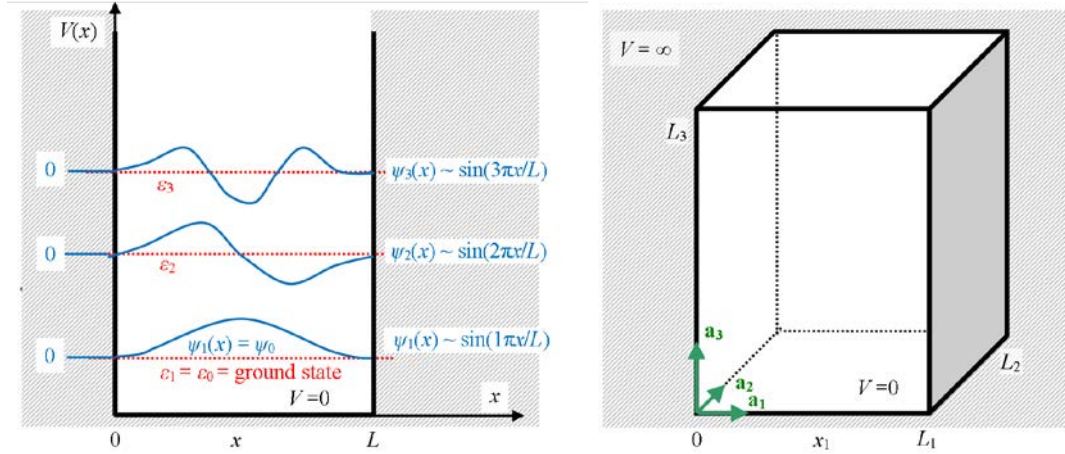 V(x)
0
ε₃
ψ₃(x) ~ sin(3πx/L)
0
ε₂
ψ₂(x) ~ sin(2πx/L)
0
ψ₁(x) = ψ₀
ψ₁(x) ~ sin(1πx/L)
ε₁ = ε₀ = ground state
V=0
x
0
x
L
V = ∞
L₃
a₃
a₂
a₁
V=0
L₂
0
x₁
L₁